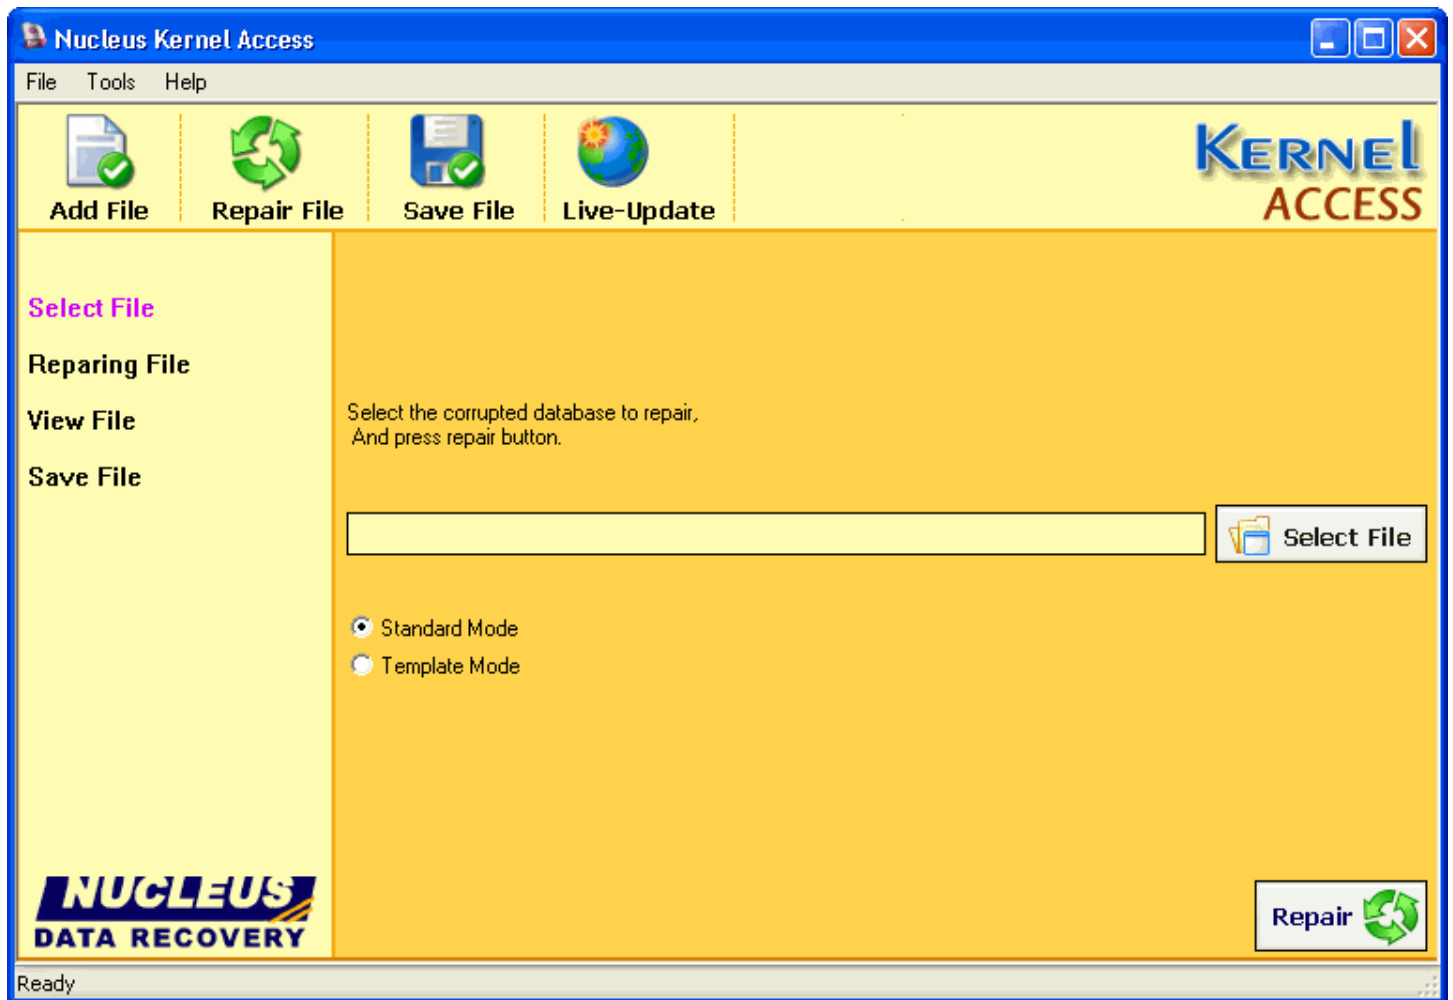 Nucleus Kernel Access
File Tools Help
Add File Repair File Save File Live-Update
KERNEl
ACCESS
Select File
Reparing File
View File
Save File
Select the corrupted database to repair,
And press repair button.
Select File
Standard Mode
Template Mode
NUCLEUS
DATA RECOVERY
Repair
Ready